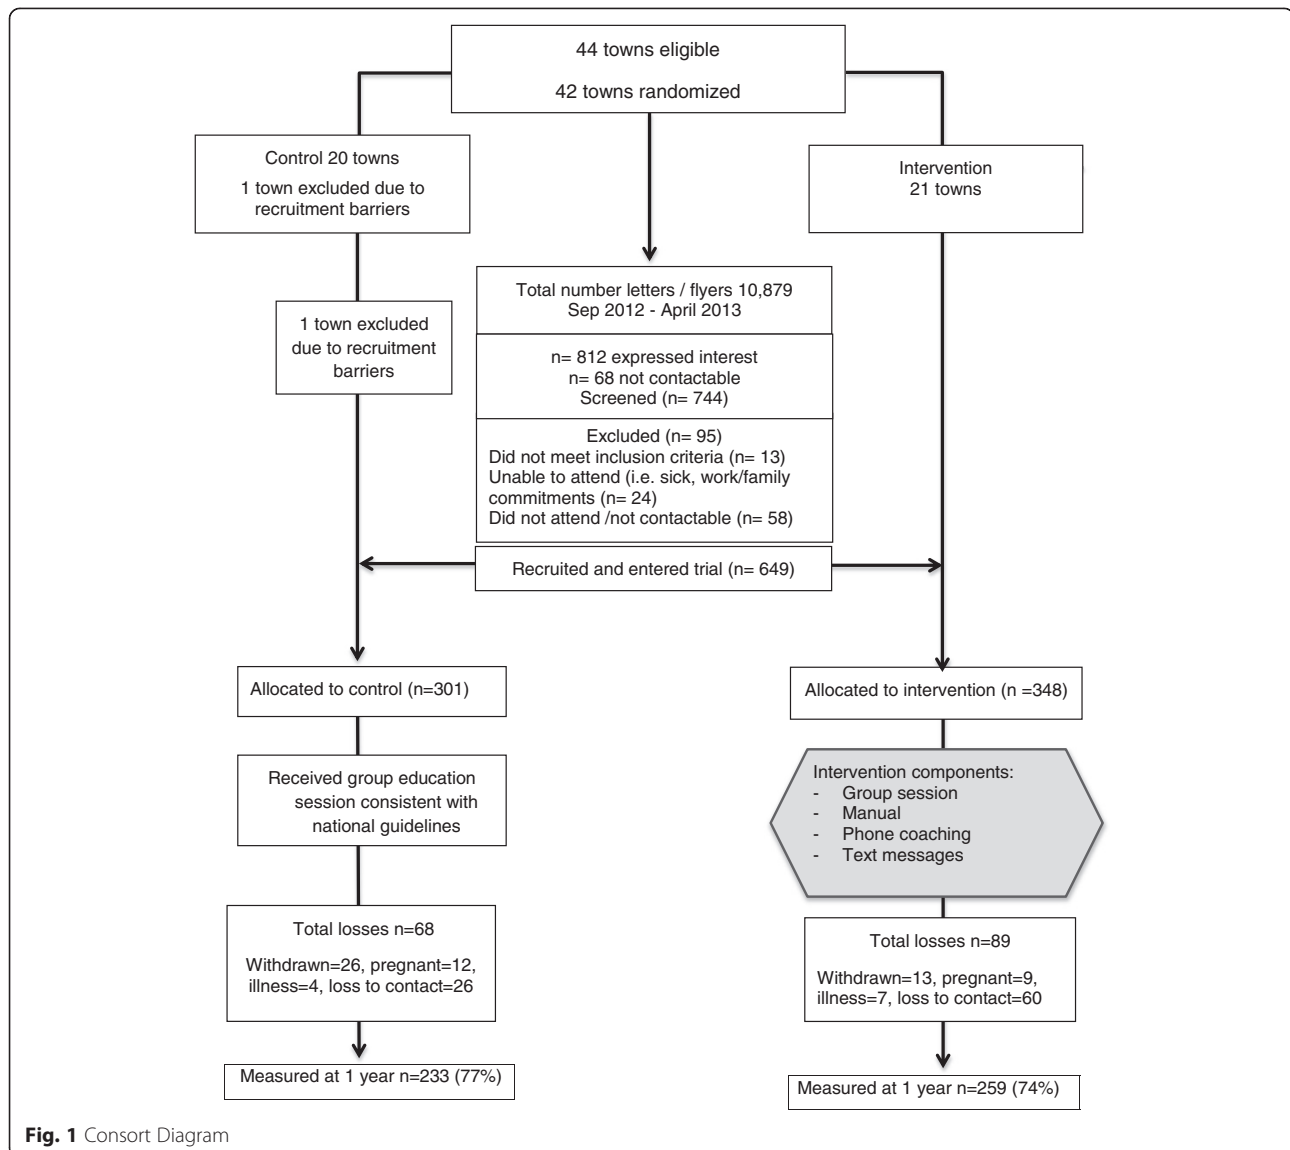 44 towns eligible
42 towns randomized
Control 20 towns
1 town excluded due to
recruitment barriers
Intervention
21 towns
Total number letters / flyers 10,879
Sep 2012 - April 2013
1 town excluded
due to recruitment
barriers
n= 812 expressed interest
n= 68 not contactable
Screened (n= 744)
Excluded (n= 95)
Did not meet inclusion criteria (n= 13)
Unable to attend (i.e. sick, work/family
commitments (n= 24)
Did not attend /not contactable (n= 58)
Recruited and entered trial (n= 649)
Allocated to control (n=301)
Allocated to intervention (n =348)
Received group education
session consistent with
national guidelines
Intervention components:
- Group session
- Manual
- Phone coaching
- Text messages
Total losses n=68
Withdrawn=26, pregnant=12,
illness=4, loss to contact=26
Total losses n=89
Withdrawn=13, pregnant=9,
illness=7, loss to contact=60
Measured at 1 year n=233 (77%)
Measured at 1 year n=259 (74%)
Fig. 1 Consort Diagram